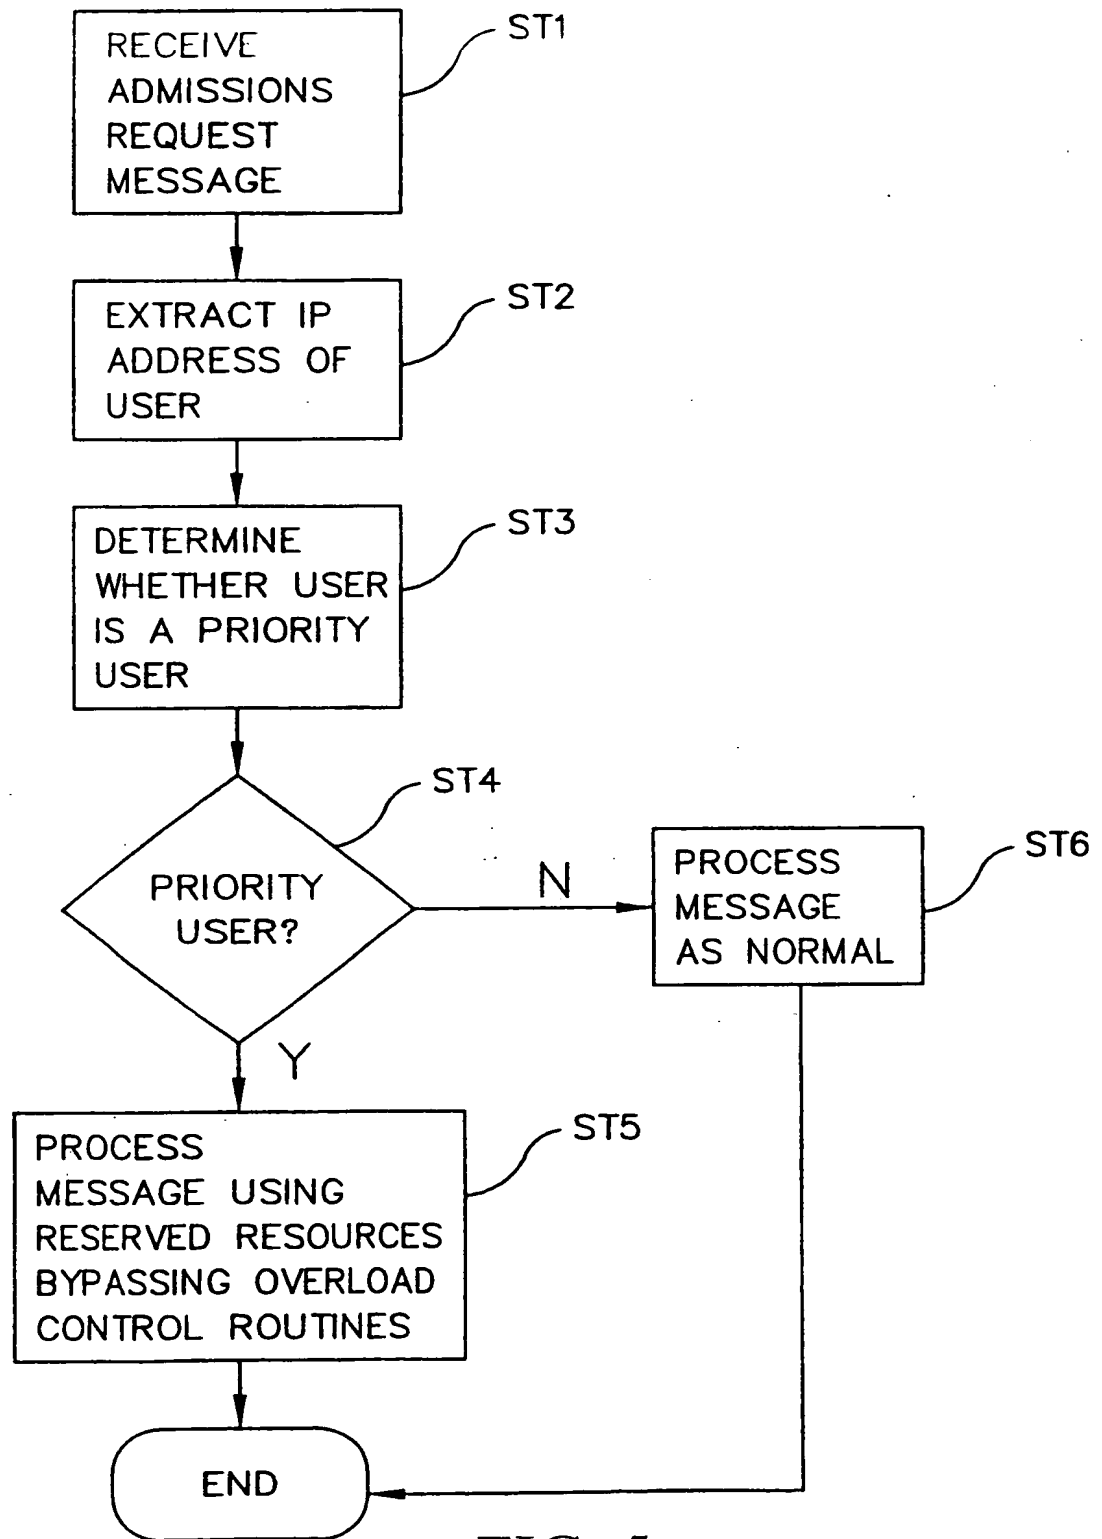 RECEIVE
ADMISSIONS
REQUEST
MESSAGE
ST1
EXTRACT IP
ADDRESS OF
USER
ST2
DETERMINE
WHETHER USER
IS A PRIORITY
USER
ST3
PRIORITY
USER?
ST4
N
PROCESS
MESSAGE
AS NORMAL
ST6
Y
PROCESS
MESSAGE USING
RESERVED RESOURCES
BYPASSING OVERLOAD
CONTROL ROUTINES
ST5
END